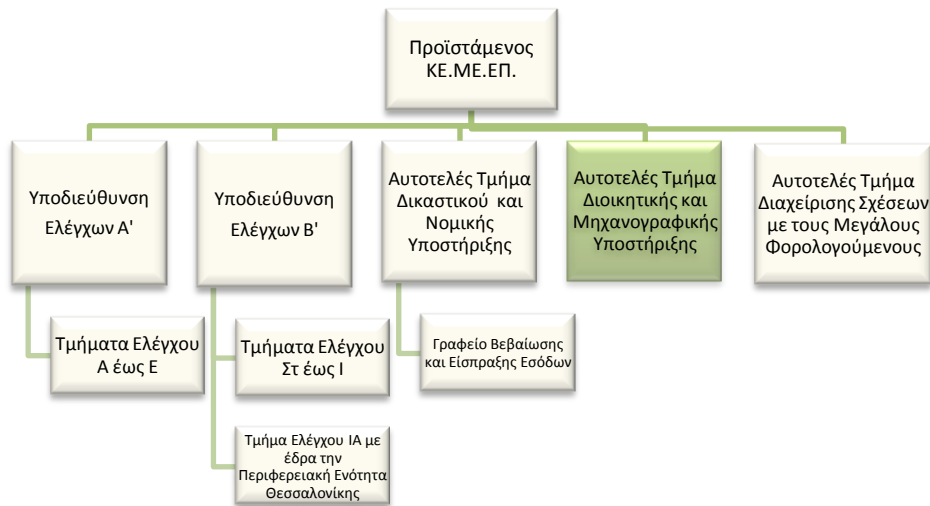 Προϊστάμενος
ΚΕ.ΜΕ.ΕΠ.
Υποδιεύθυνση
Ελέγχων Α'
Υποδιεύθυνση
Ελέγχων Β'
Αυτοτελές Τμήμα
Δικαστικού και
Νομικής
Υποστήριξης
Αυτοτελές Τμήμα
Διοικητικής και
Μηχανογραφικής
Υποστήριξης
Αυτοτελές Τμήμα
Διαχείρισης Σχέσεων
με τους Μεγάλους
Φορολογούμενους
Τμήματα Ελέγχου
Α έως Ε
Τμήματα Ελέγχου
Στ έως Ι
Γραφείο Βεβαίωσης
και Είσπραξης Εσόδων
Τμήμα Ελέγχου ΙΑ με
έδρα την
Περιφερειακή Ενότητα
Θεσσαλονίκης